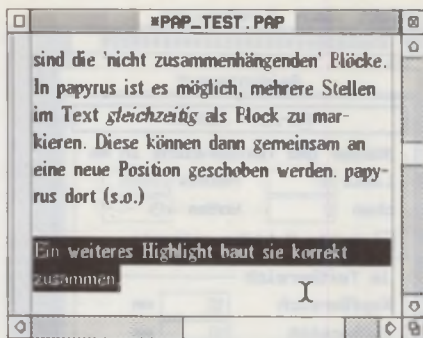 *PAP_TEST.PAP
sind die 'nicht zusammenhängenden' Blöcke.
In papyrus ist es möglich, mehrere Stellen
im Text gleichzeitig als Block zu mar-
kieren. Diese können dann gemeinsam an
eine neue Position geschoben werden. papy-
rus dort (s.o.)
Ein weiteres Highlight baut sie korrekt
zusammen.